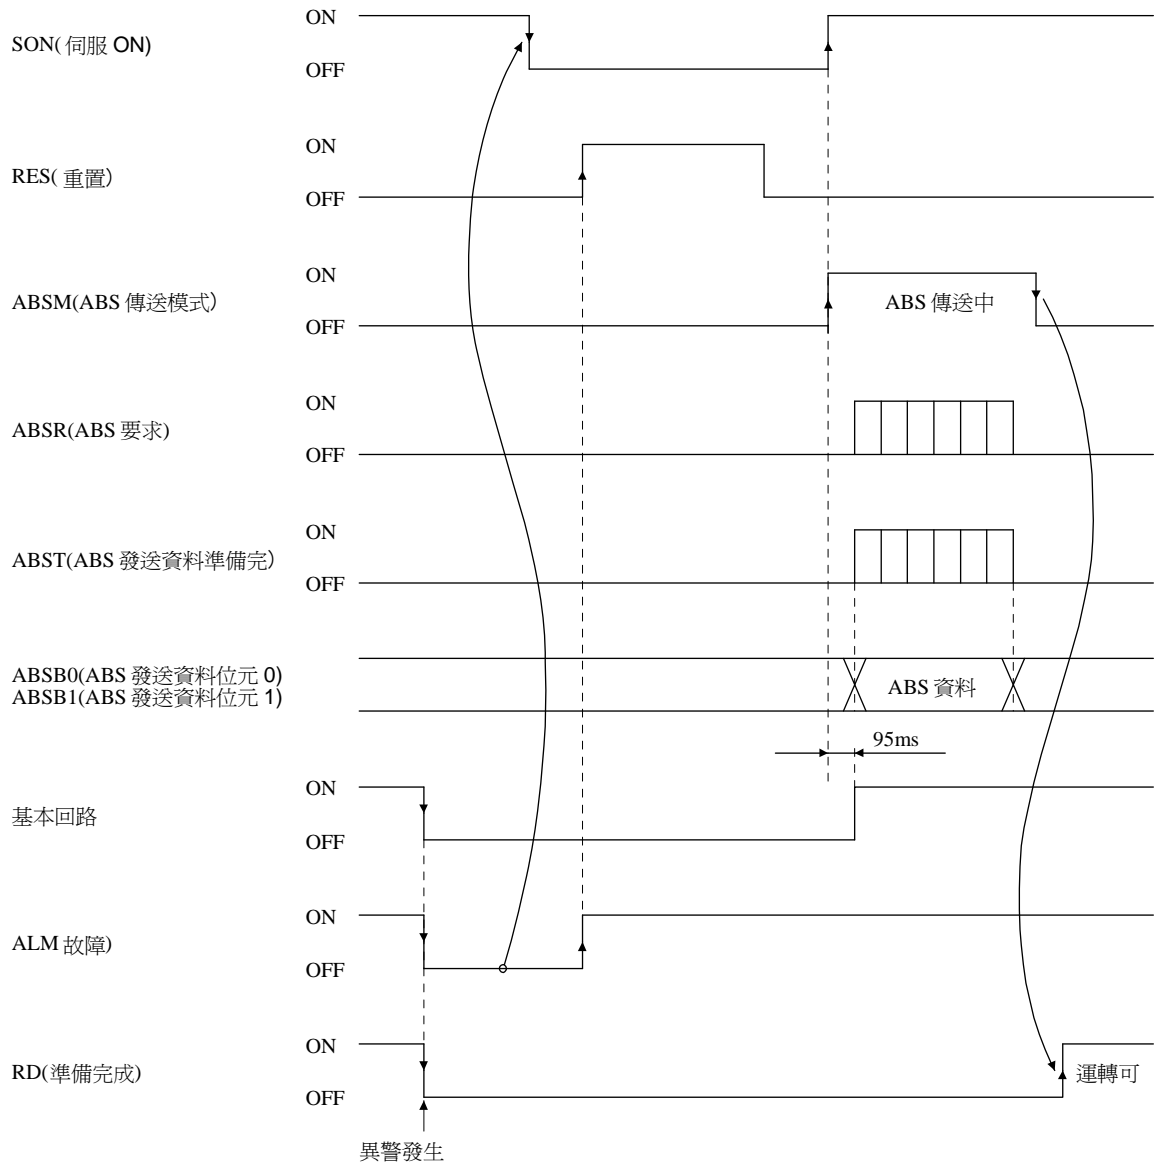 ON
SON(伺服 ON)
OFF
ON
RES(重置)
OFF
ON
ABSM(ABS 傳送模式)
ABS 傳送中
OFF
ON
ABSR(ABS 要求)
OFF
ON
ABST(ABS 發送資料準備完)
OFF
ABSB0(ABS 發送資料位元 0)
ABSB1(ABS 發送資料位元 1)
ABS 資料
95ms
ON
基本回路
OFF
ON
ALM 故障)
OFF
ON
RD(準備完成)
運轉可
OFF
異警發生